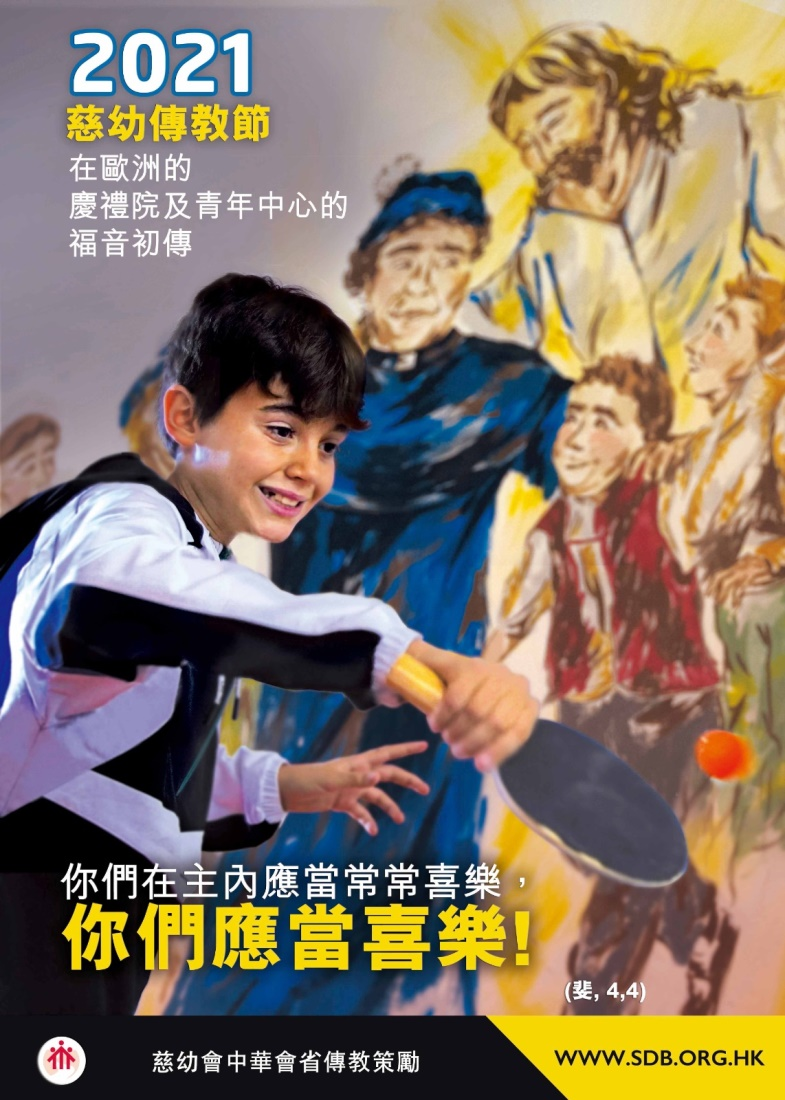 2021
慈幼傳教節
在歐洲的
慶禮院及青年中心的
福音初傳
你們在主內應當常常喜樂，
你們應當喜樂!
(斐, 4,4)
慈幼會中華會省傳教策勵
WWW.SDB.ORG.HK